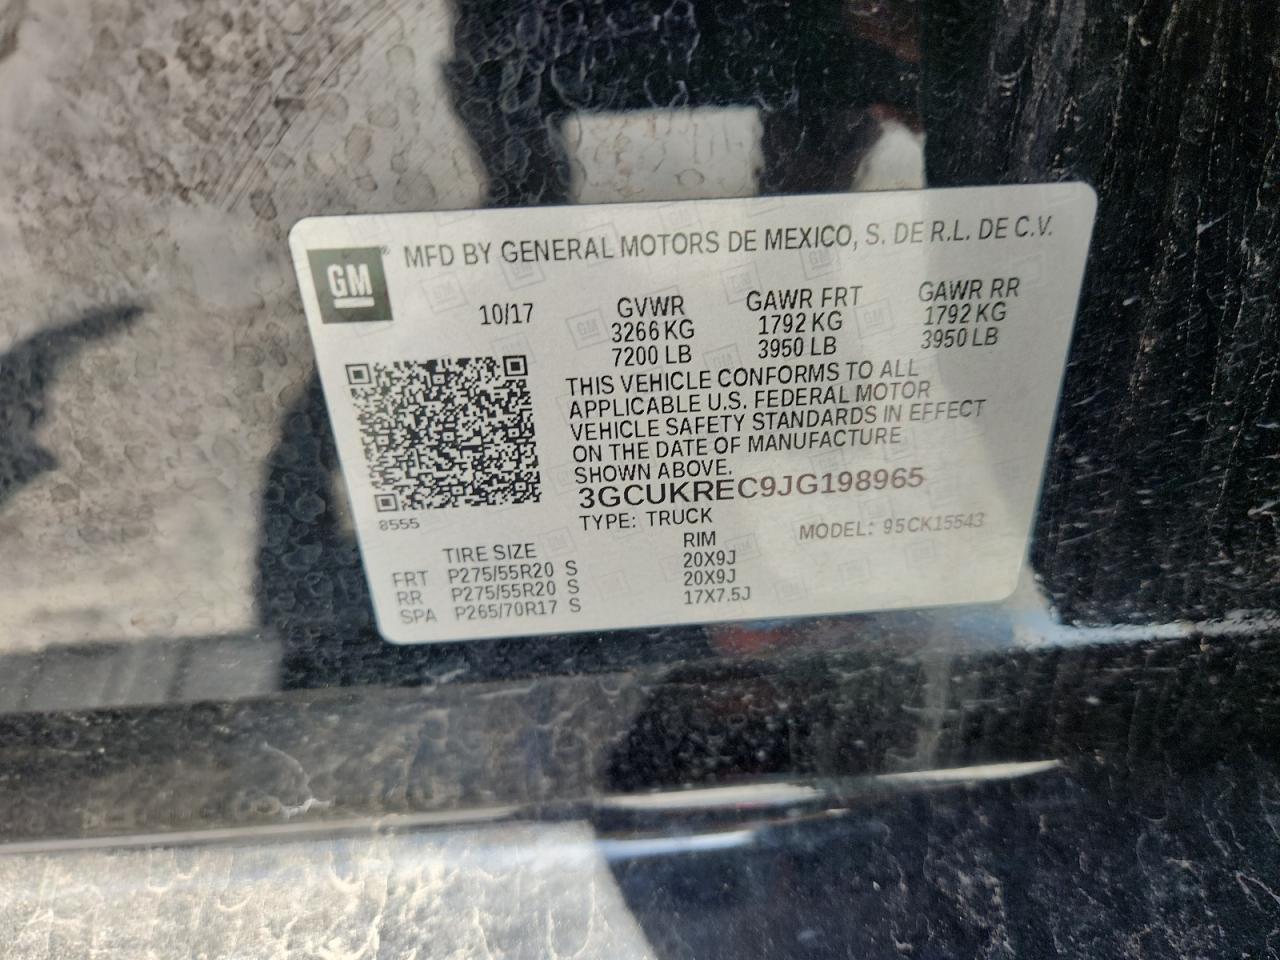 GM ® MFD BY GENERAL MOTORS DE MEXICO, S. DE R.L. DE C.V.
10/17 GVWR GAWR FRT GAWR RR
3266 KG 1792 KG 1792 KG
7200 LB 3950 LB 3950 LB
THIS VEHICLE CONFORMS TO ALL
APPLICABLE U.S. FEDERAL MOTOR
VEHICLE SAFETY STANDARDS IN EFFECT
ON THE DATE OF MANUFACTURE
SHOWN ABOVE.
3GCUKREC9JG198965
8555 TYPE: TRUCK MODEL: 95CK15543
TIRE SIZE RIM
FRT P275/55R20 S 20X9J
RR P275/55R20 S 20X9J
SPA P265/70R17 S 17X7.5J